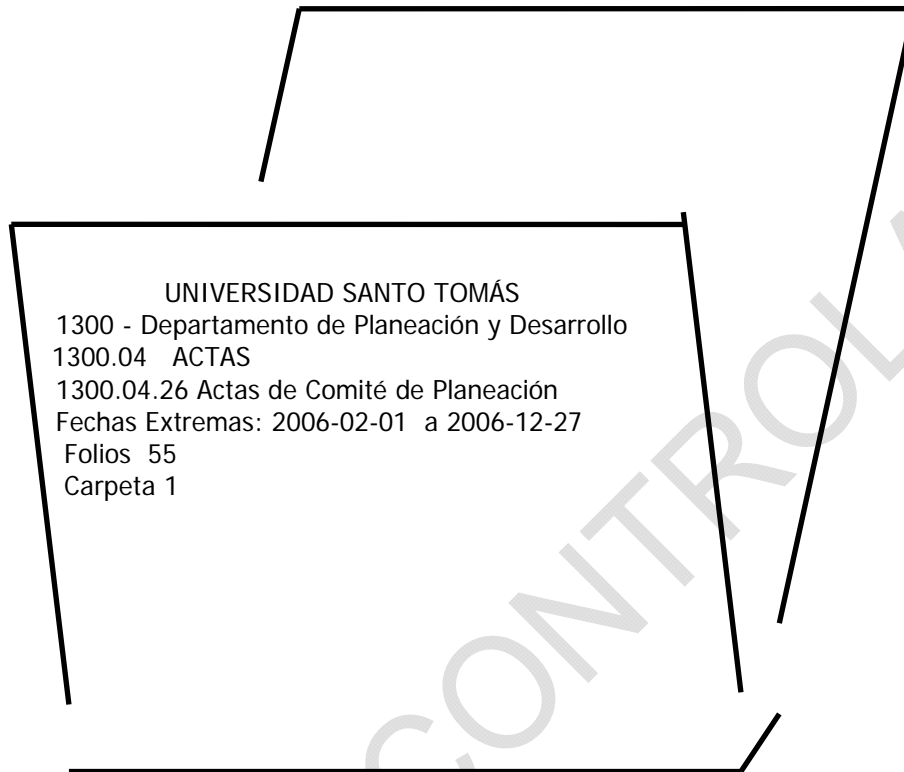 UNIVERSIDAD SANTO TOMÁS
1300 - Departamento de Planeación y Desarrollo
1300.04 ACTAS
1300.04.26 Actas de Comité de Planeación
Fechas Extremas: 2006-02-01 a 2006-12-27
Folios 55
Carpeta 1